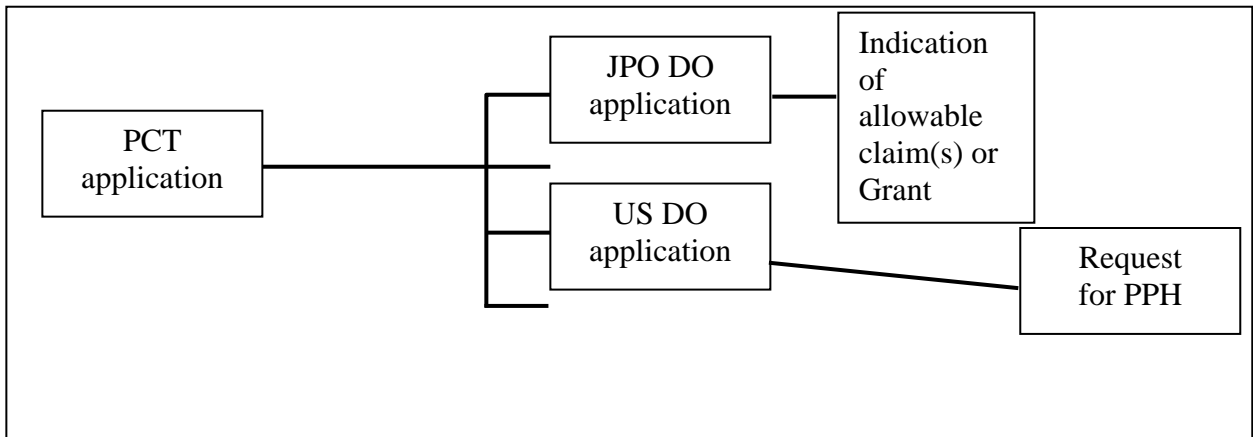 PCT
application
JPO DO
application
Indication
of
allowable
claim(s) or
Grant
US DO
application
Request
for PPH